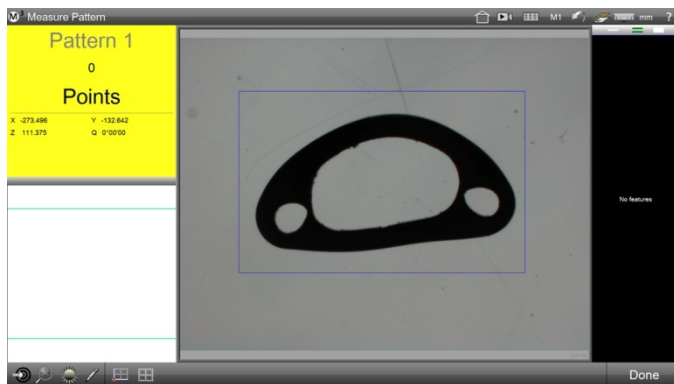 M³ Measure Pattern
M1
mm
?
Pattern 1
0
Points
X -273.496 Y -132.642
Z 111.375 Q 0°00'00
No features
Done